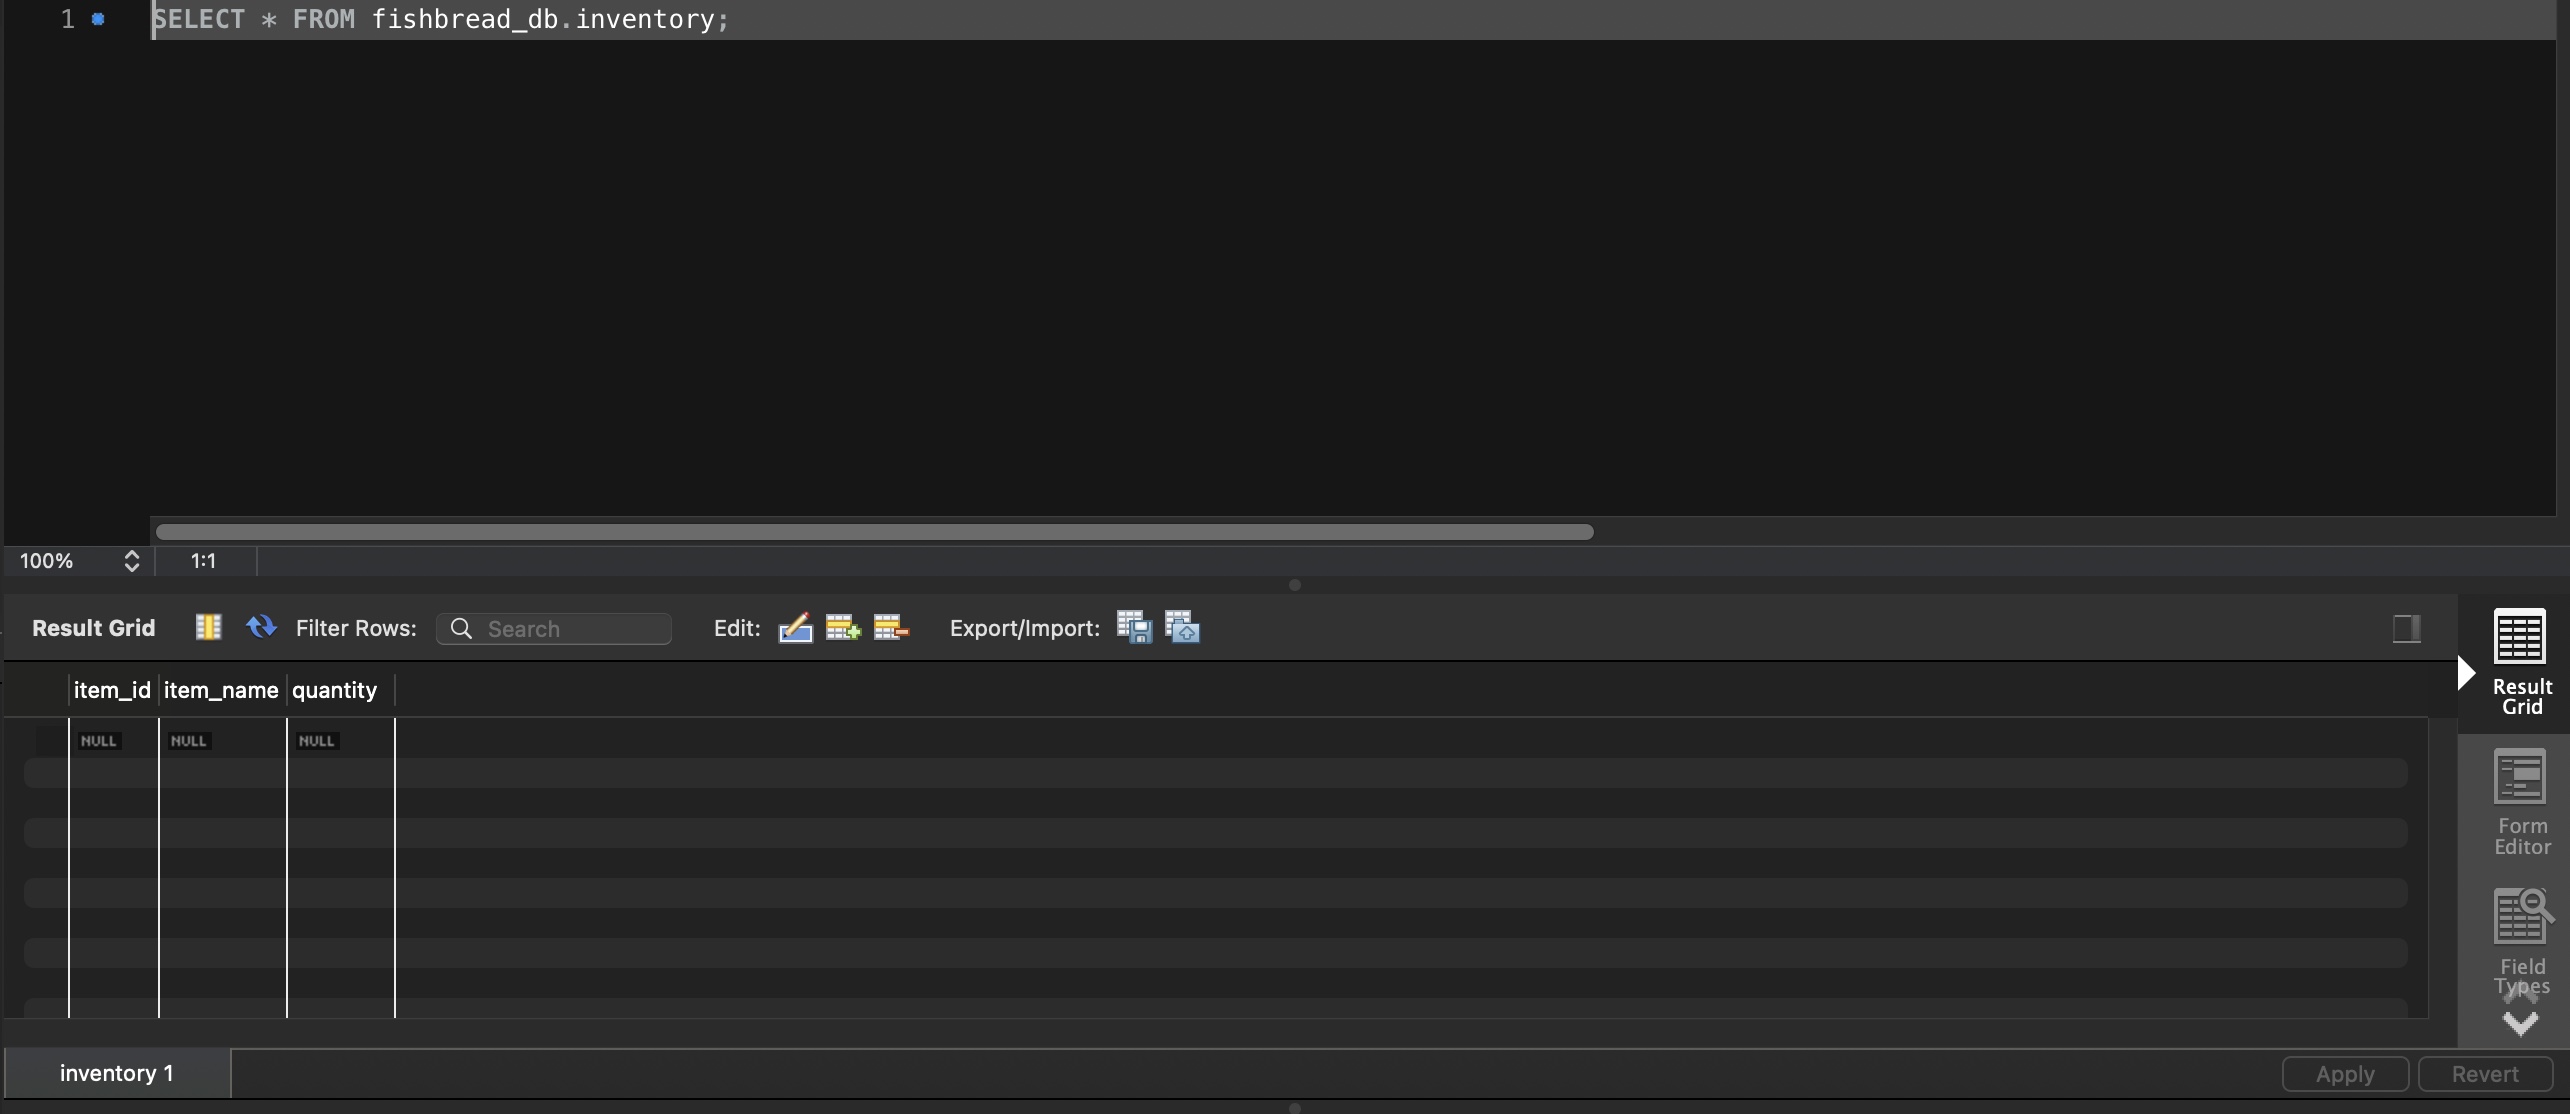 1 SELECT * FROM fishbread_db.inventory;
100% 1:1
Result Grid Filter Rows: Search Edit: Export/Import:
item_id item_name quantity
NULL NULL NULL
Result
Grid
Form
Editor
Field
Types
inventory 1 Apply Revert